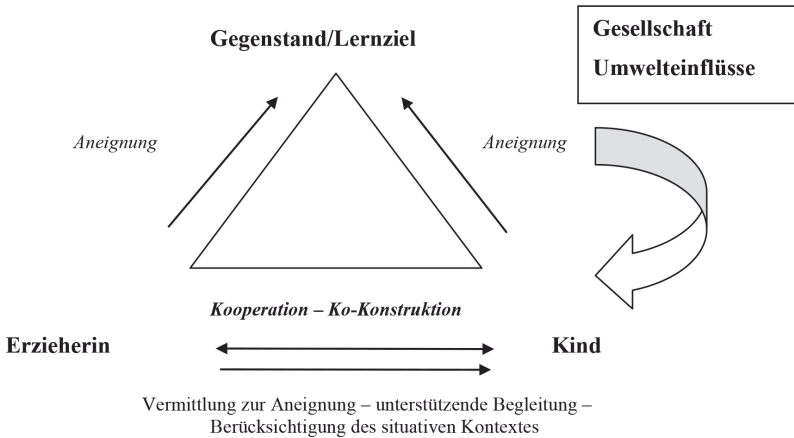 Gegenstand/Lernziel
Gesellschaft
Umwelteinflüsse
Aneignung
Aneignung
Kooperation – Ko-Konstruktion
Erzieherin
Kind
Vermittlung zur Aneignung – unterstützende Begleitung –
Berücksichtigung des situativen Kontextes